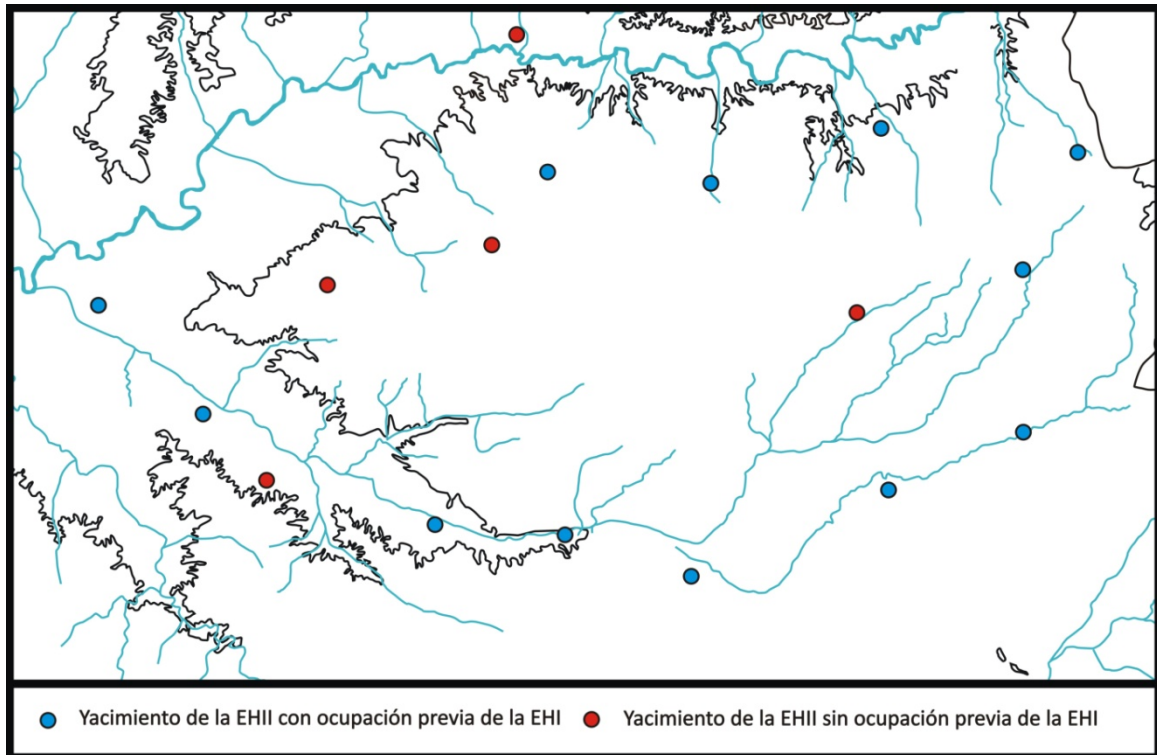 Yacimiento de la EHII con ocupación previa de la EHI
Yacimiento de la EHII sin ocupación previa de la EHI